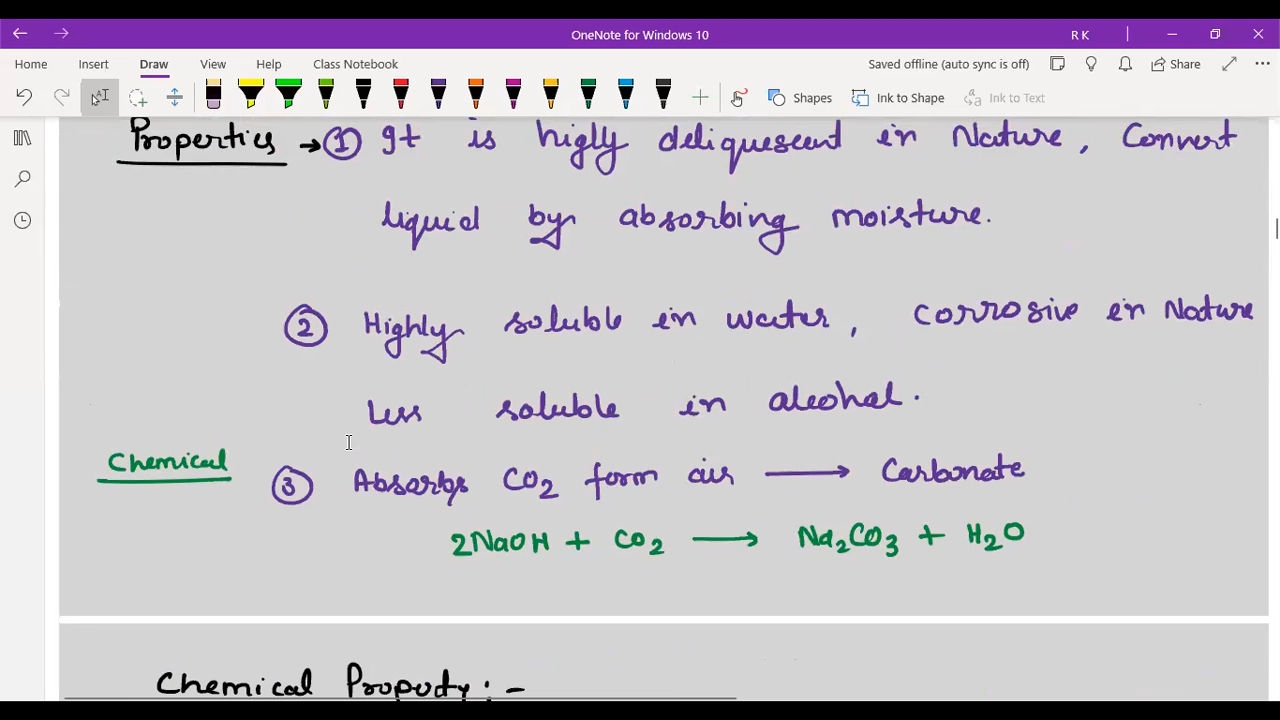 OneNote for Windows 10
R K
Home Insert Draw View Help Class Notebook
Saved offline (auto sync is off)
Share
Shapes
Ink to Shape
Ink to Text
Properties → ① It is higly deliquescent in Nature, Convert
liquid by absorbing moisture.
② Highly soluble in water, corrosive in Nature
Less soluble in alcohal.
Chemical
③ Absorbs CO2 form air → Carbonate
2NaOH + CO2 → Na2CO3 + H2O
Chemical Property:-